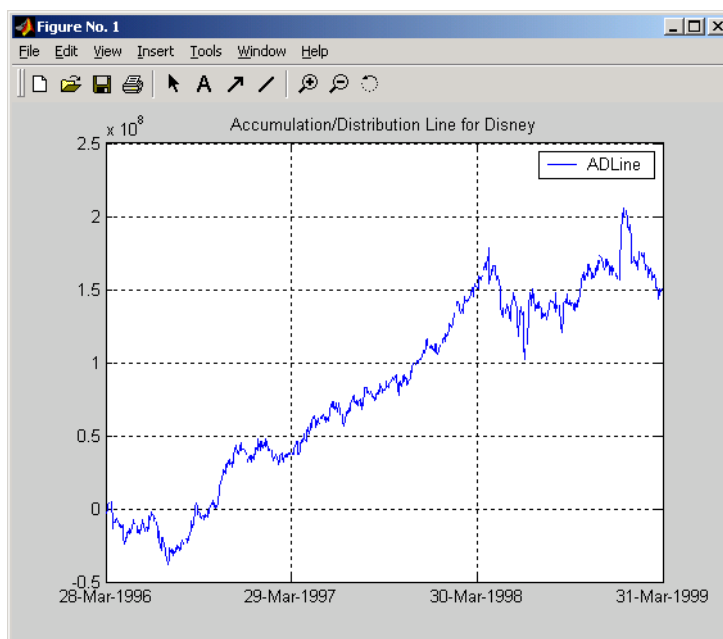 Figure No. 1
File Edit View Insert Tools Window Help
A
x 10^8
Accumulation/Distribution Line for Disney
2.5
ADLine
2
1.5
1
0.5
0
-0.5
28-Mar-1996 29-Mar-1997 30-Mar-1998 31-Mar-1999